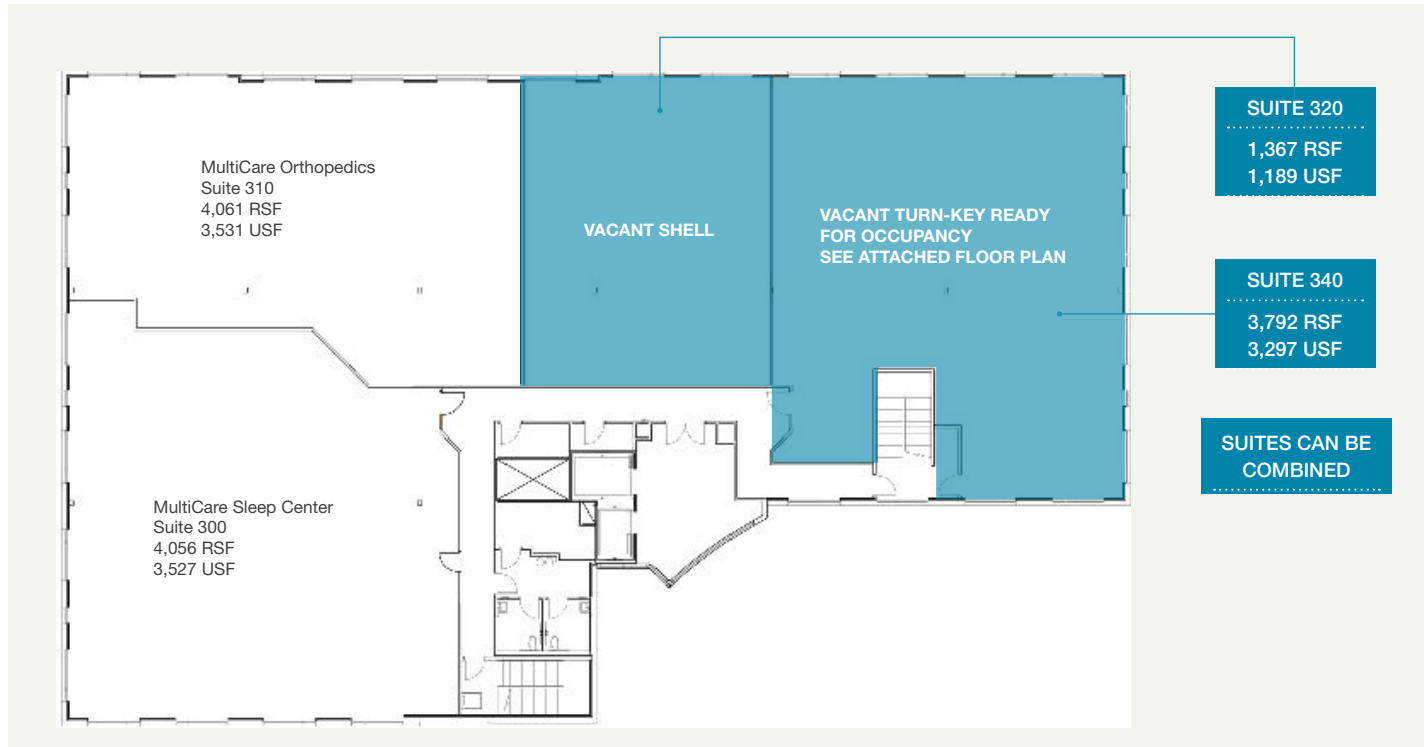 MultiCare Orthopedics
Suite 310
4,061 RSF
3,531 USF
VACANT SHELL
VACANT TURN-KEY READY
FOR OCCUPANCY
SEE ATTACHED FLOOR PLAN
SUITE 320
1,367 RSF
1,189 USF
SUITE 340
3,792 RSF
3,297 USF
SUITES CAN BE
COMBINED
MultiCare Sleep Center
Suite 300
4,056 RSF
3,527 USF